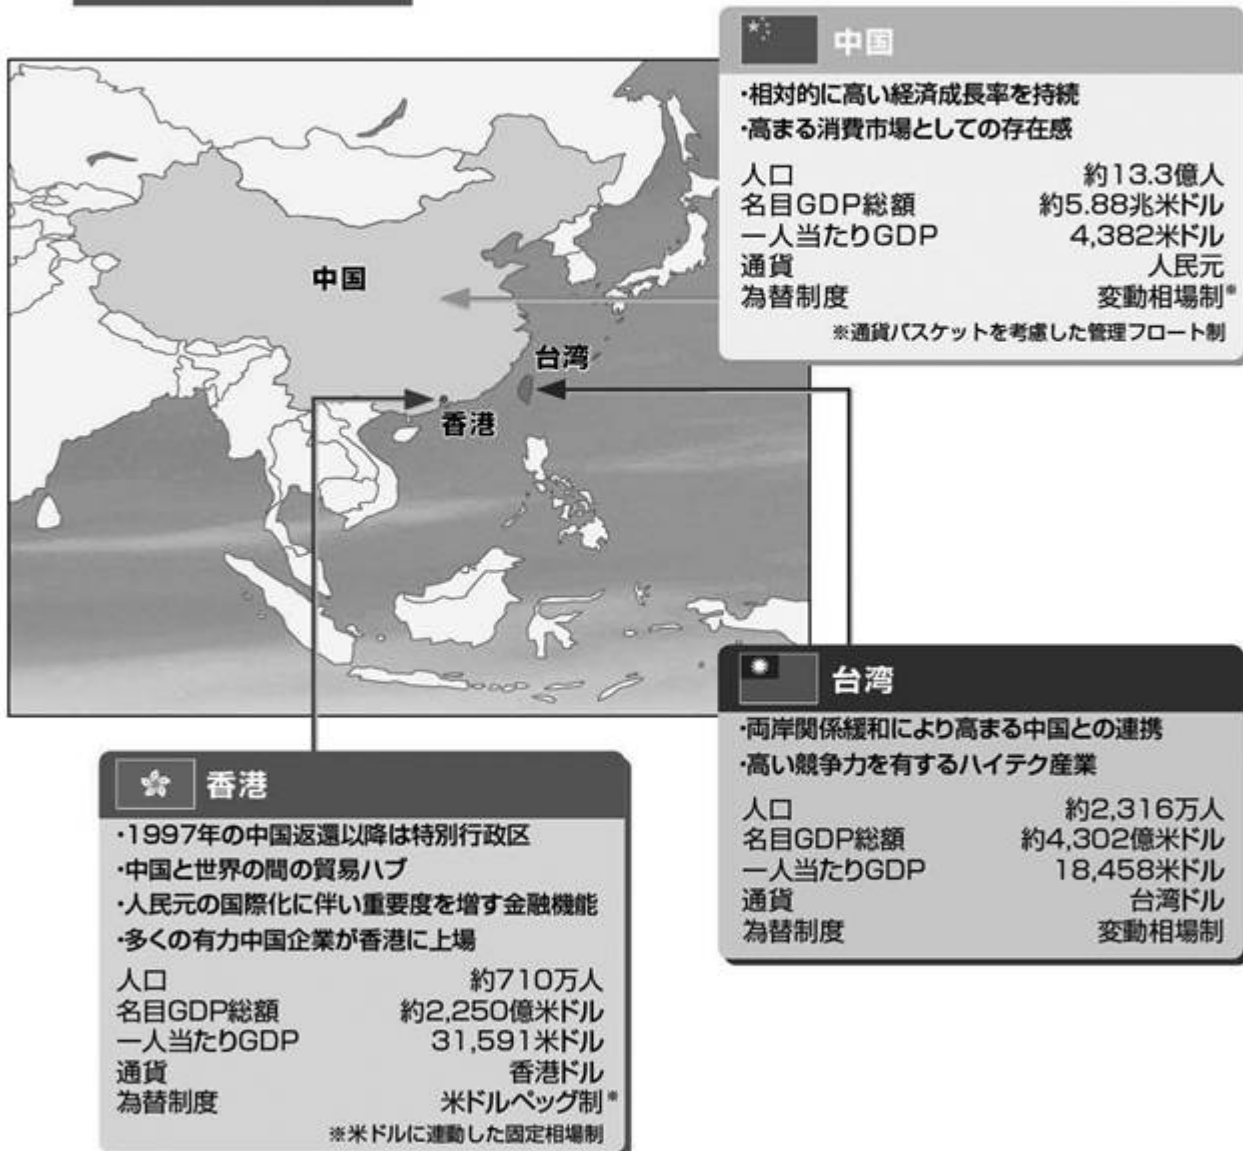 中国
・相対的に高い経済成長率を持続
・高まる消費市場としての存在感
人口 約13.3億人
名目GDP総額 約5.88兆米ドル
一人当たりGDP 4,382米ドル
通貨 人民元
為替制度 変動相場制※
※通貨バスケットを考慮した管理フロート制
中国
台湾
香港
台湾
・両岸関係緩和により高まる中国との連携
・高い競争力を有するハイテク産業
人口 約2,316万人
名目GDP総額 約4,302億米ドル
一人当たりGDP 18,458米ドル
通貨 台湾ドル
為替制度 変動相場制
香港
・1997年の中国返還以降は特別行政区
・中国と世界の間の貿易ハブ
・人民元の国際化に伴い重要度を増す金融機能
・多くの有力中国企業が香港に上場
人口 約710万人
名目GDP総額 約2,250億米ドル
一人当たりGDP 31,591米ドル
通貨 香港ドル
為替制度 米ドルペッグ制※
※米ドルに連動した固定相場制